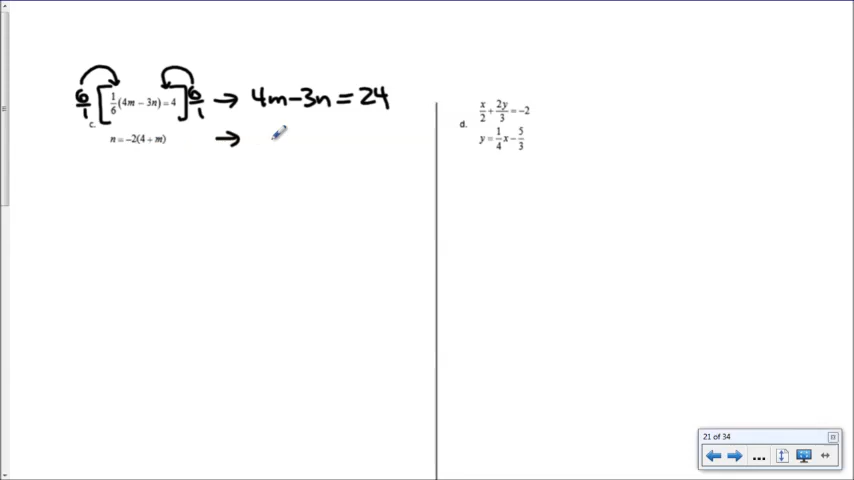 6/1 [ 1/6 (4m − 3n) = 4 ] 6/1 → 4m − 3n = 24
c.
n = −2(4 + m) →
x/2 + 2y/3 = −2
d.
y = 1/4 x − 5/3
21 of 34
...